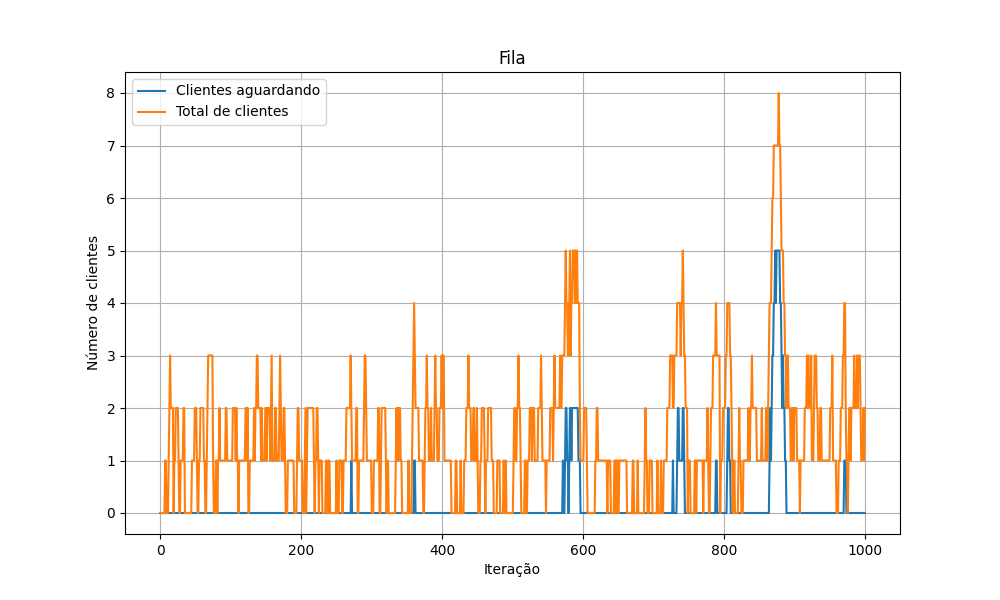 Fila
Clientes aguardando
Total de clientes
Número de clientes
8
7
6
5
4
3
2
1
0
0 200 400 600 800 1000
Iteração